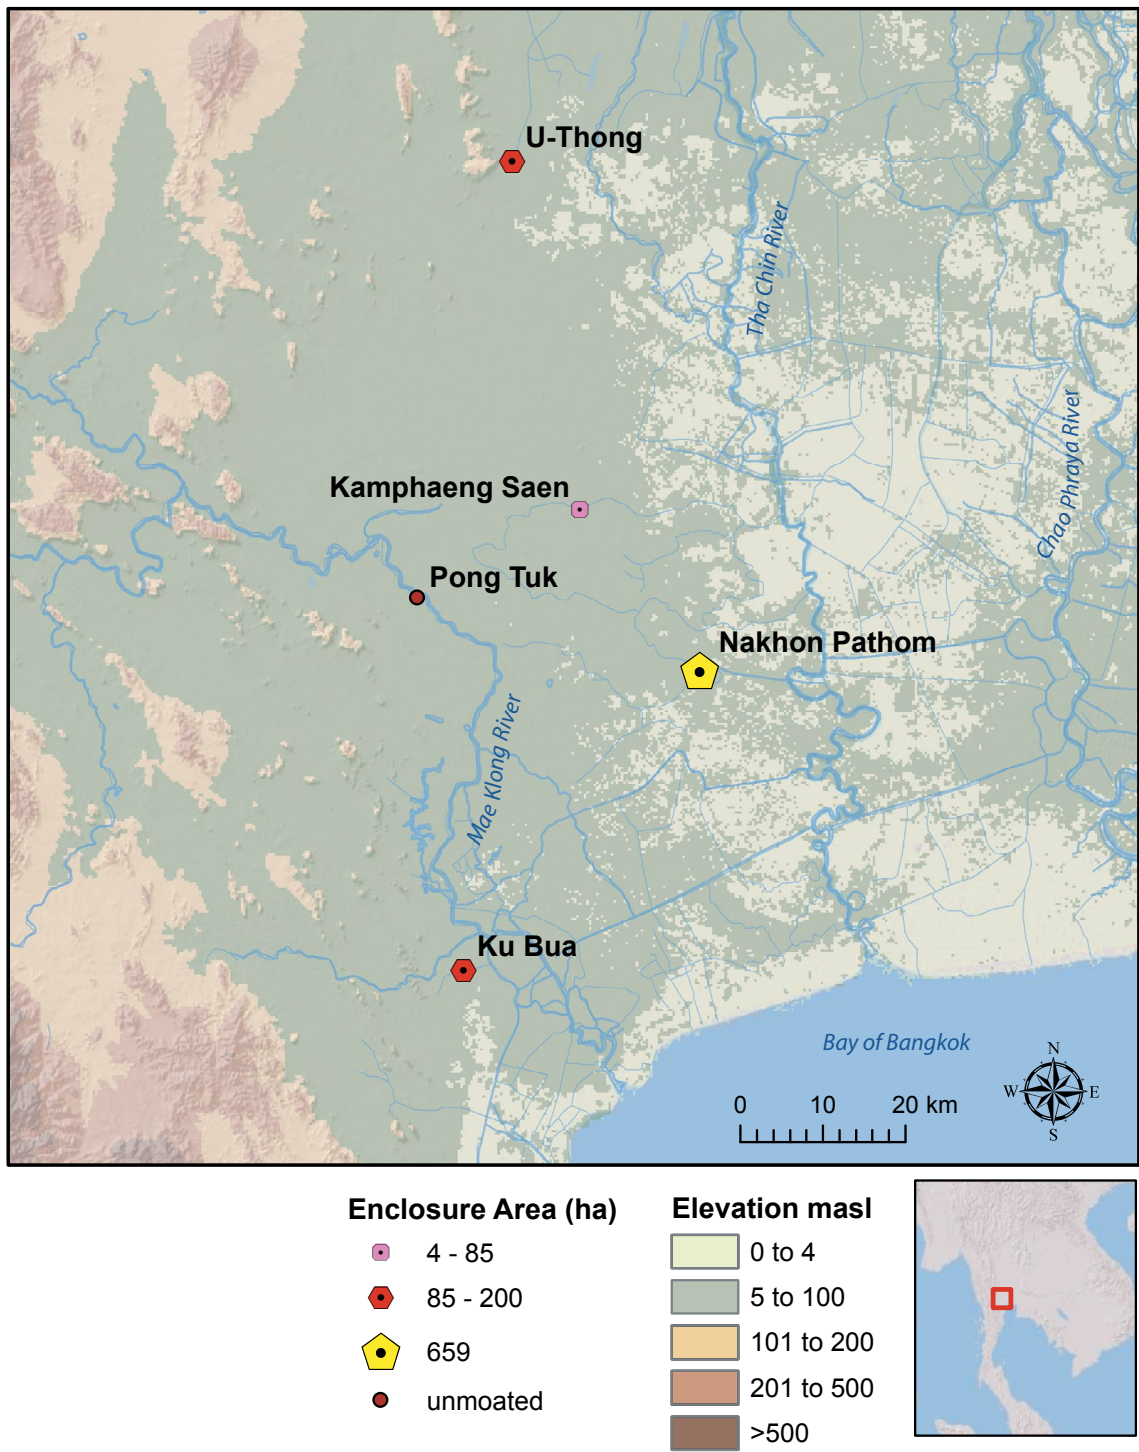 U-Thong
Tha Chin River
Chao Phraya River
Kamphaeng Saen
Pong Tuk
Nakhon Pathom
Mae Klong River
Ku Bua
Bay of Bangkok
N
W E
S
0 10 20 km
Enclosure Area (ha)
4 - 85
85 - 200
659
unmoated
Elevation masl
0 to 4
5 to 100
101 to 200
201 to 500
>500